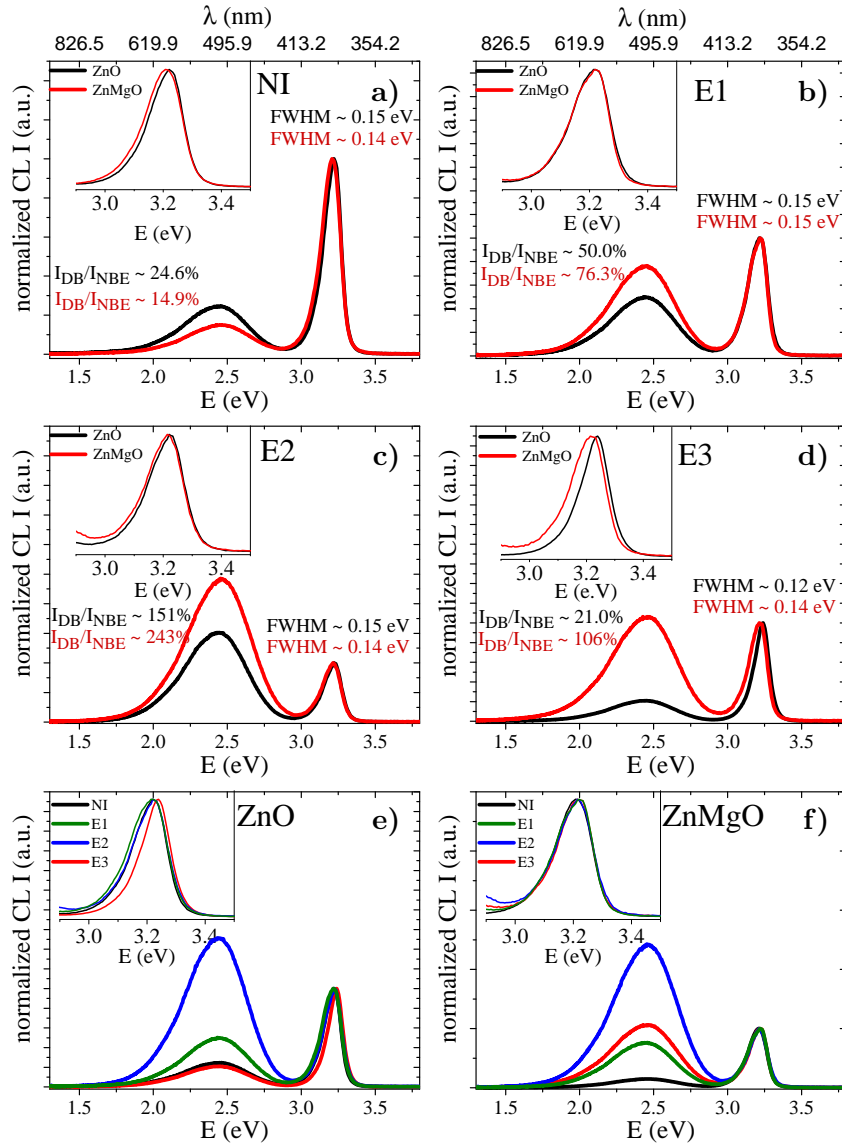 λ (nm)
826.5 619.9 495.9 413.2 354.2
λ (nm)
826.5 619.9 495.9 413.2 354.2
normalized CL I (a.u.)
ZnO
ZnMgO
NI
a)
FWHM ~ 0.15 eV
FWHM ~ 0.14 eV
3.0 3.2 3.4
E (eV)
I_DB/I_NBE ~ 24.6%
I_DB/I_NBE ~ 14.9%
2.0 2.5 3.0 3.5
E (eV)
normalized CL I (a.u.)
ZnO
ZnMgO
E1
b)
3.0 3.2 3.4
E (eV)
FWHM ~ 0.15 eV
FWHM ~ 0.15 eV
I_DB/I_NBE ~ 50.0%
I_DB/I_NBE ~ 76.3%
1.5 2.0 2.5 3.0 3.5
E (eV)
normalized CL I (a.u.)
ZnO
ZnMgO
E2
c)
3.0 3.2 3.4
E (eV)
I_DB/I_NBE ~ 151%
I_DB/I_NBE ~ 243%
FWHM ~ 0.15 eV
FWHM ~ 0.14 eV
2.0 2.5 3.0 3.5
E (eV)
normalized CL I (a.u.)
ZnO
ZnMgO
E3
d)
3.0 3.2 3.4
E (e.V)
FWHM ~ 0.12 eV
FWHM ~ 0.14 eV
I_DB/I_NBE ~ 21.0%
I_DB/I_NBE ~ 106%
1.5 2.0 2.5 3.0 3.5
E (eV)
normalized CL I (a.u.)
NI
E1
E2
E3
ZnO
e)
3.0 3.2 3.4
E (eV)
2.0 2.5 3.0 3.5
E (eV)
normalized CL I (a.u.)
NI
E1
E2
E3
ZnMgO
f)
3.0 3.2 3.4
E (eV)
1.5 2.0 2.5 3.0 3.5
E (eV)